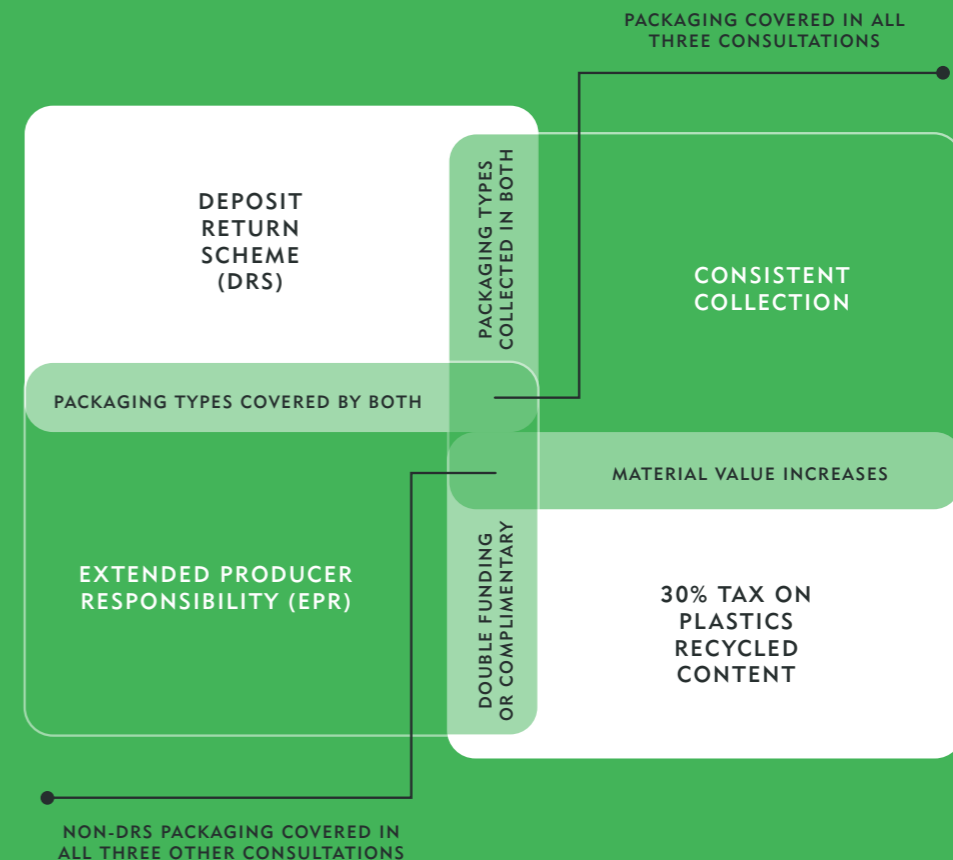 PACKAGING COVERED IN ALL
THREE CONSULTATIONS
DEPOSIT
RETURN
SCHEME
(DRS)
PACKAGING TYPES
COLLECTED IN BOTH
CONSISTENT
COLLECTION
PACKAGING TYPES COVERED BY BOTH
MATERIAL VALUE INCREASES
EXTENDED PRODUCER
RESPONSIBILITY (EPR)
DOUBLE FUNDING
OR COMPLIMENTARY
30% TAX ON
PLASTICS
RECYCLED
CONTENT
NON-DRS PACKAGING COVERED IN
ALL THREE OTHER CONSULTATIONS